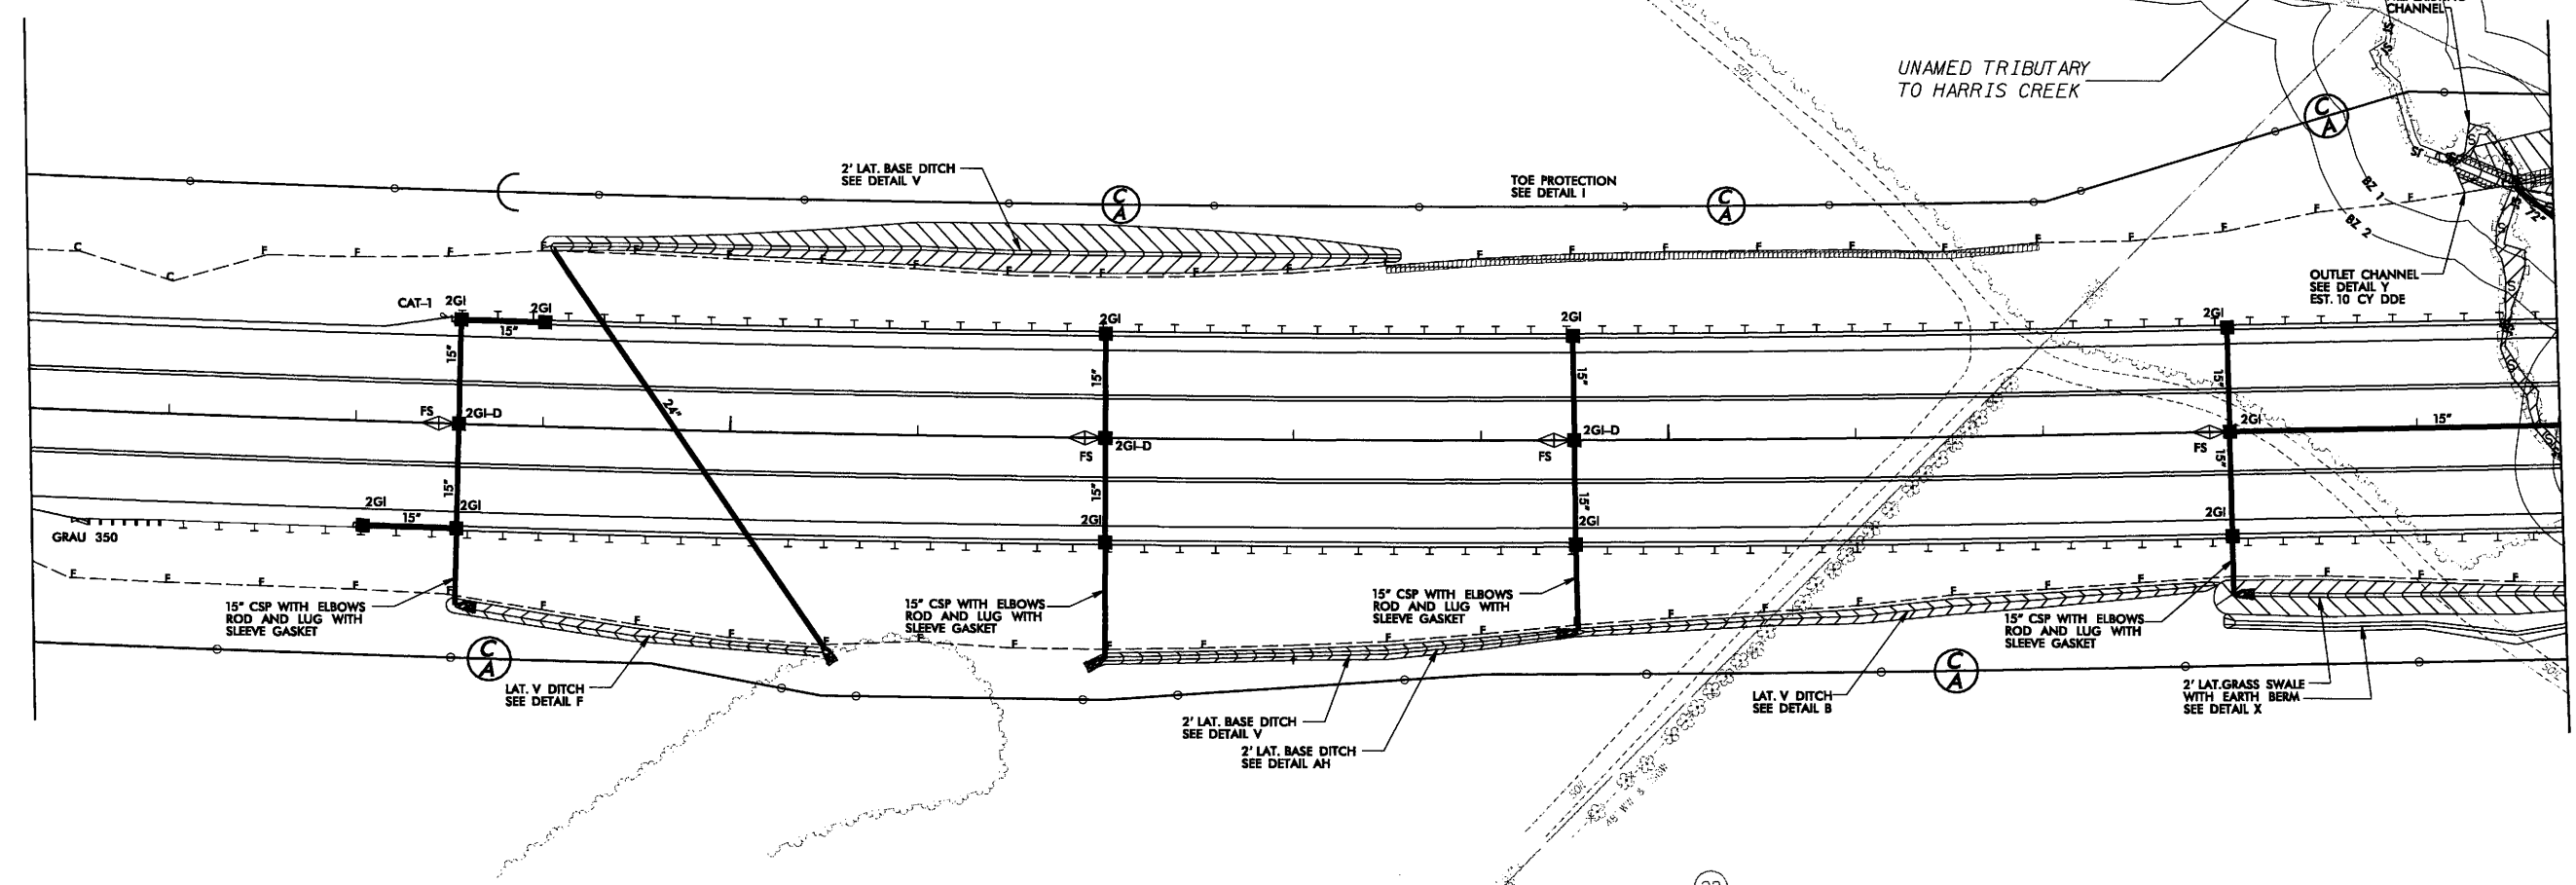 CHANNEL
UNAMED TRIBUTARY
TO HARRIS CREEK
C
A
2' LAT. BASE DITCH
SEE DETAIL V
TOE PROTECTION
SEE DETAIL I
C
A
C
A
BZ 1
BZ 2
72"
OUTLET CHANNEL
SEE DETAIL Y
EST. 10 CY DDE
CAT-1
2GI
2GI
15"
2GI
2GI
2GI
15"
15"
15"
15"
24"
FS
2GI-D
2GI-D
FS
2GI-D
FS
2GI
FS
15"
15"
15"
15"
15"
2GI
15"
2GI
2GI
2GI
2GI
GRAU 350
15" CSP WITH ELBOWS
ROD AND LUG WITH
SLEEVE GASKET
15" CSP WITH ELBOWS
ROD AND LUG WITH
SLEEVE GASKET
15" CSP WITH ELBOWS
ROD AND LUG WITH
SLEEVE GASKET
15" CSP WITH ELBOWS
ROD AND LUG WITH
SLEEVE GASKET
C
A
C
A
LAT. V DITCH
SEE DETAIL F
2' LAT. BASE DITCH
SEE DETAIL V
2' LAT. BASE DITCH
SEE DETAIL AH
LAT. V DITCH
SEE DETAIL B
2' LAT.GRASS SWALE
WITH EARTH BERM
SEE DETAIL X